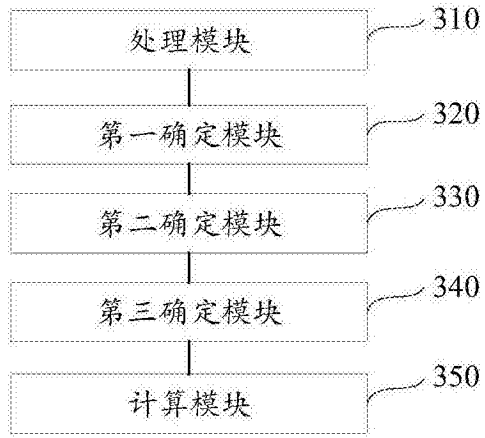 处理模块 310
第一确定模块 320
第二确定模块 330
第三确定模块 340
计算模块 350